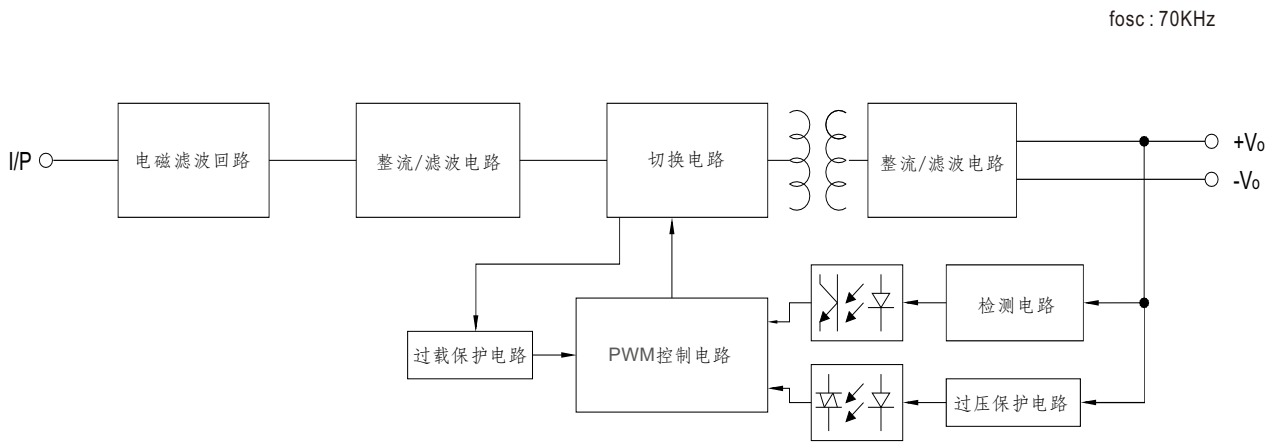 fosc : 70KHz
I/P
电磁滤波回路
整流/滤波电路
切换电路
整流/滤波电路
+Vo
-Vo
过载保护电路
PWM控制电路
检测电路
过压保护电路